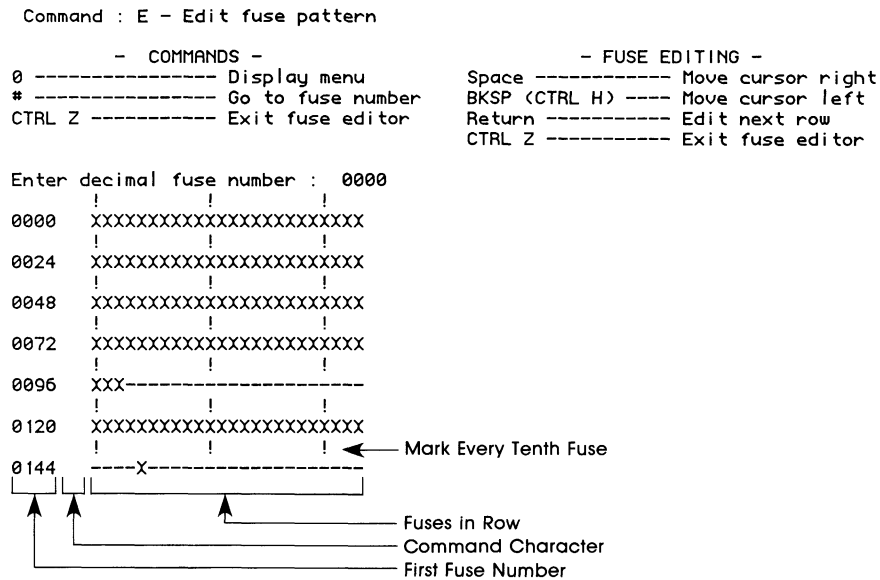 Command : E - Edit fuse pattern
- COMMANDS -
0 ---------------- Display menu
# ---------------- Go to fuse number
CTRL Z ----------- Exit fuse editor
- FUSE EDITING -
Space ------------ Move cursor right
BKSP (CTRL H) ---- Move cursor left
Return ----------- Edit next row
CTRL Z ----------- Exit fuse editor
Enter decimal fuse number : 0000
! ! !
0000 XXXXXXXXXXXXXXXXXXXXXXXX
! ! !
0024 XXXXXXXXXXXXXXXXXXXXXXXX
! ! !
0048 XXXXXXXXXXXXXXXXXXXXXXXX
! ! !
0072 XXXXXXXXXXXXXXXXXXXXXXXX
! ! !
0096 XXX---------------------
! ! !
0120 XXXXXXXXXXXXXXXXXXXXXXXX
! ! ! Mark Every Tenth Fuse
0144 ----X-------------------
Fuses in Row
Command Character
First Fuse Number